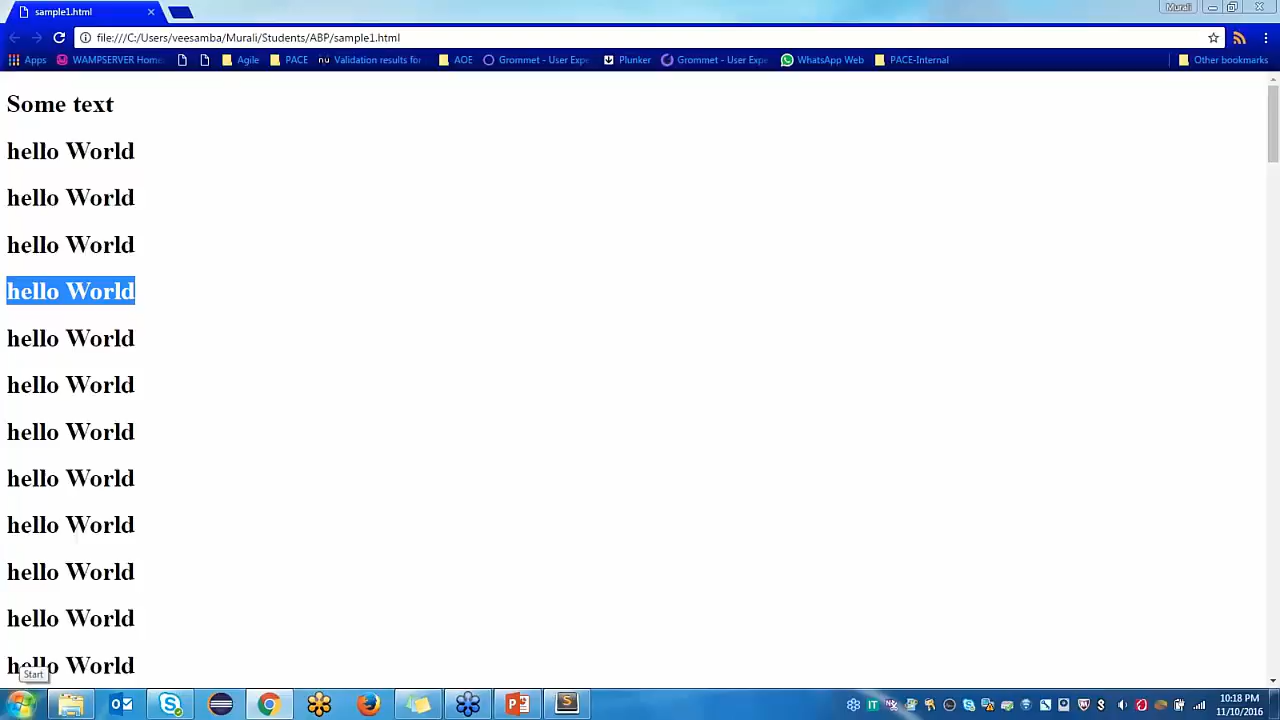 sample1.html
Murali
file:///C:/Users/veesamba/Murali/Students/ABP/sample1.html
Apps WAMPSERVER Home Agile PACE Validation results for AOE Grommet - User Expe Plunker Grommet - User Expe WhatsApp Web PACE-Internal Other bookmarks
Some text
hello World
hello World
hello World
hello World
hello World
hello World
hello World
hello World
hello World
hello World
hello World
hello World
Start
10:18 PM
11/10/2016